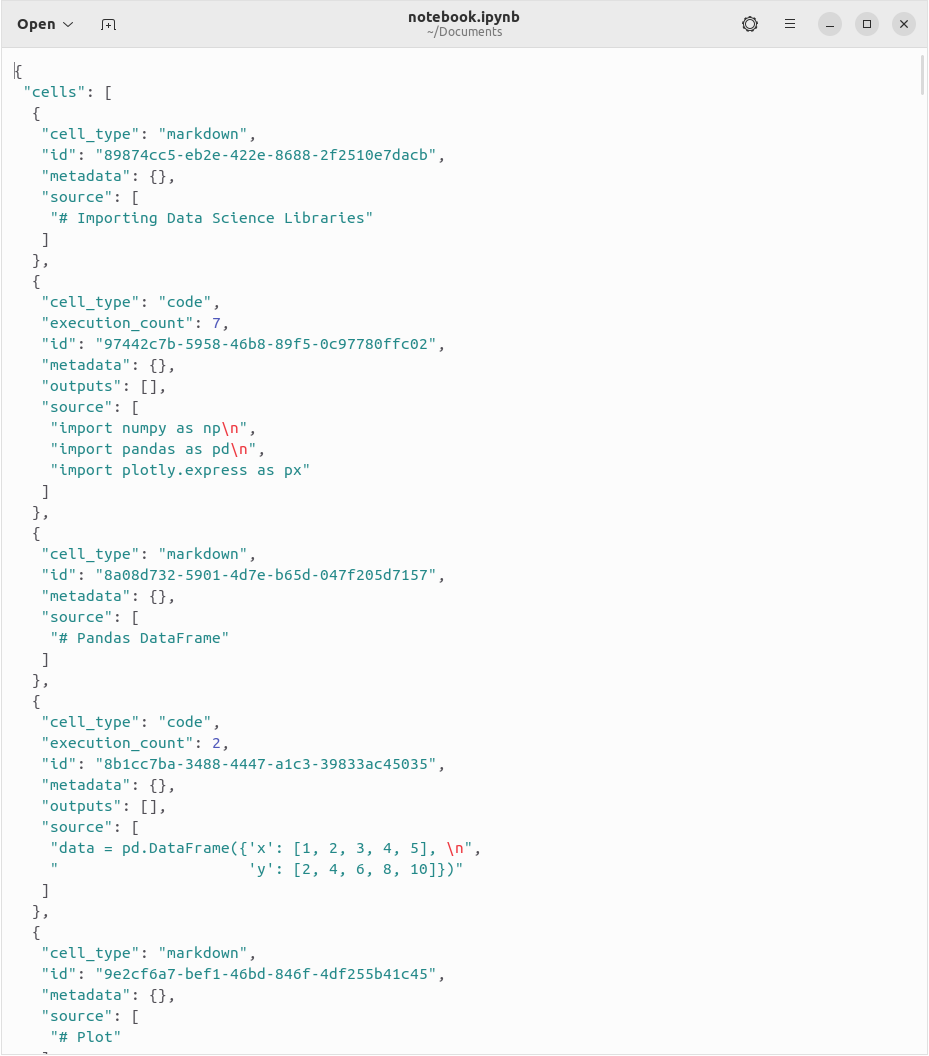 Open
notebook.ipynb
~/Documents
{
 "cells": [
  {
   "cell_type": "markdown",
   "id": "89874cc5-eb2e-422e-8688-2f2510e7dacb",
   "metadata": {},
   "source": [
    "# Importing Data Science Libraries"
   ]
  },
  {
   "cell_type": "code",
   "execution_count": 7,
   "id": "97442c7b-5958-46b8-89f5-0c97780ffc02",
   "metadata": {},
   "outputs": [],
   "source": [
    "import numpy as np\n",
    "import pandas as pd\n",
    "import plotly.express as px"
   ]
  },
  {
   "cell_type": "markdown",
   "id": "8a08d732-5901-4d7e-b65d-047f205d7157",
   "metadata": {},
   "source": [
    "# Pandas DataFrame"
   ]
  },
  {
   "cell_type": "code",
   "execution_count": 2,
   "id": "8b1cc7ba-3488-4447-a1c3-39833ac45035",
   "metadata": {},
   "outputs": [],
   "source": [
    "data = pd.DataFrame({'x': [1, 2, 3, 4, 5], \n",
    "                     'y': [2, 4, 6, 8, 10]})"
   ]
  },
  {
   "cell_type": "markdown",
   "id": "9e2cf6a7-bef1-46bd-846f-4df255b41c45",
   "metadata": {},
   "source": [
    "# Plot"